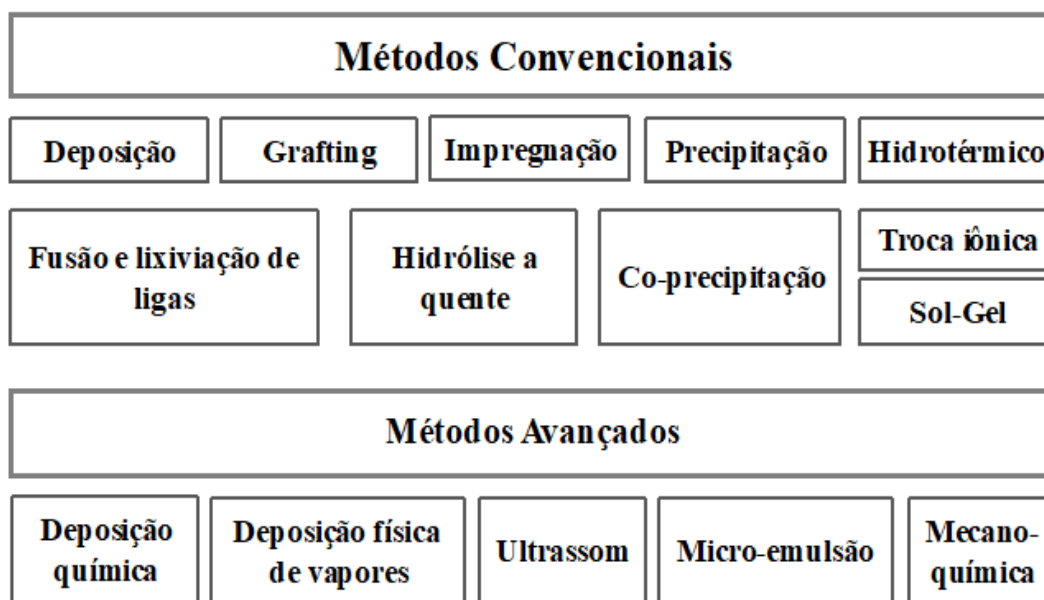 Métodos Convencionais
Deposição
Grafting
Impregnação
Precipitação
Hidrotérmico
Fusão e lixiviação de
ligas
Hidrólise a
quente
Co-precipitação
Troca iônica
Sol-Gel
Métodos Avançados
Deposição
química
Deposição física
de vapores
Ultrassom
Micro-emulsão
Mecano-
química